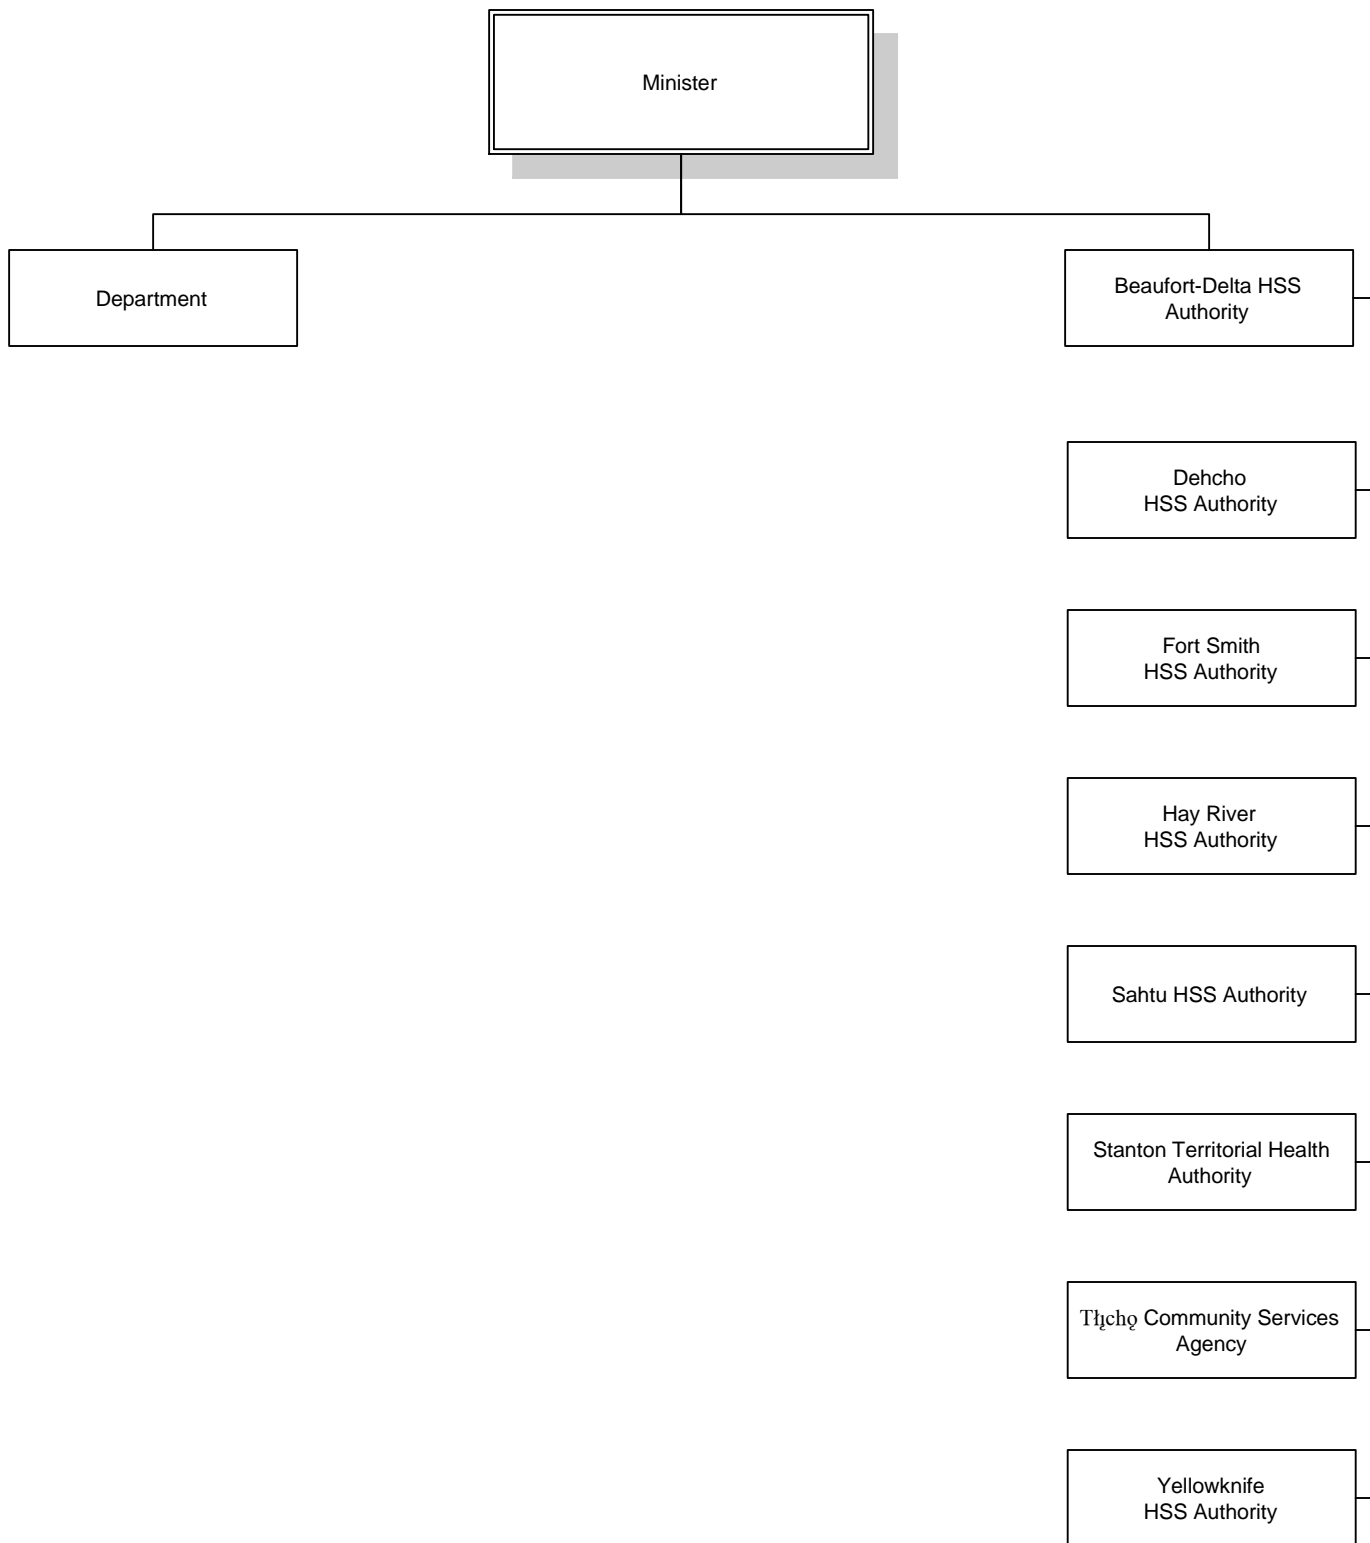 Minister
Department
Beaufort-Delta HSS
Authority
Dehcho
HSS Authority
Fort Smith
HSS Authority
Hay River
HSS Authority
Sahtu HSS Authority
Stanton Territorial Health
Authority
Tłı̨chǫ Community Services
Agency
Yellowknife
HSS Authority